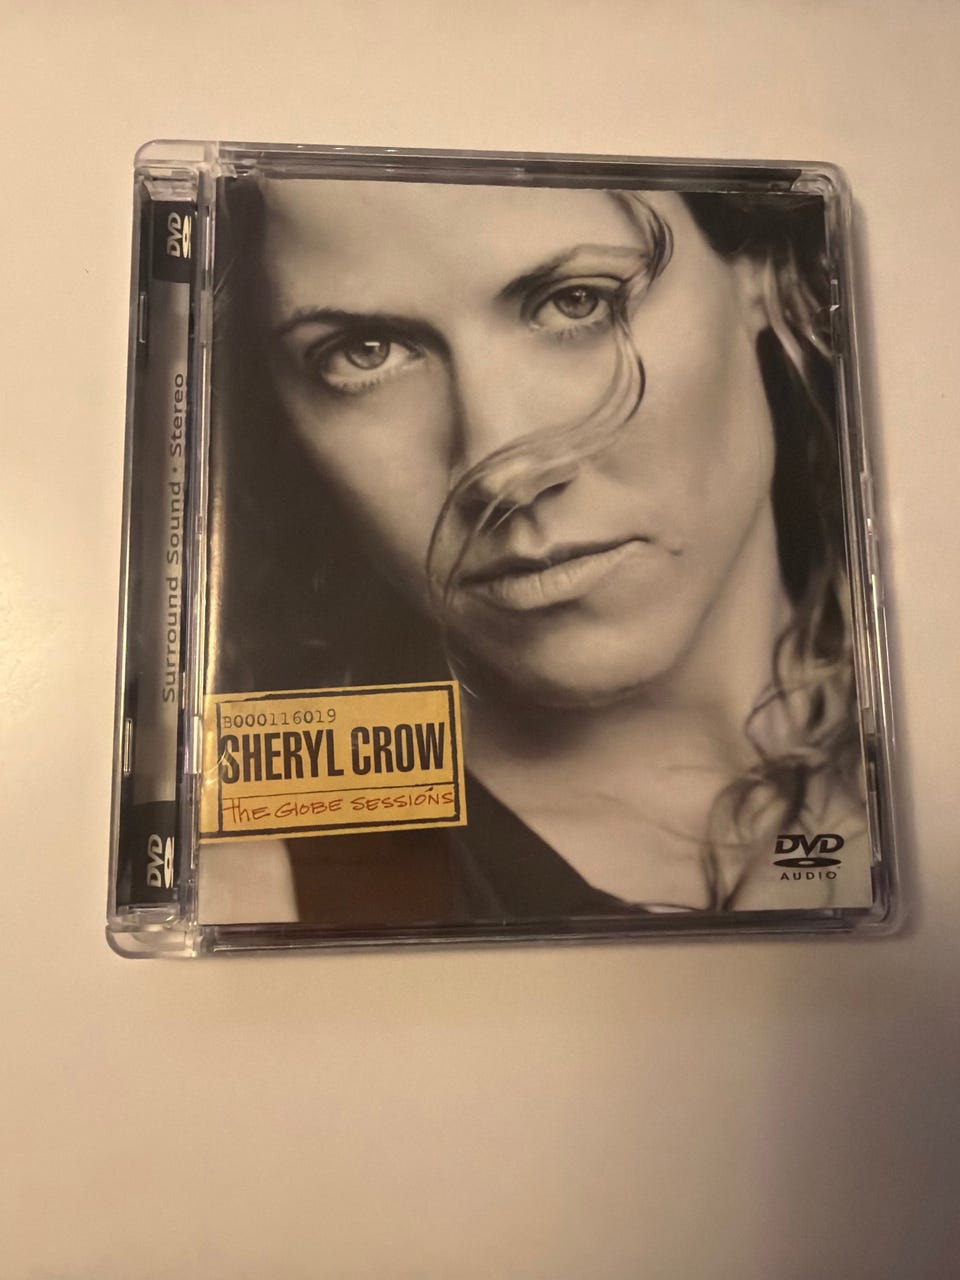 DVD
Surround Sound • Stereo
DVD
B000116019
SHERYL CROW
the GLOBE SESSIONS
DVD
AUDIO